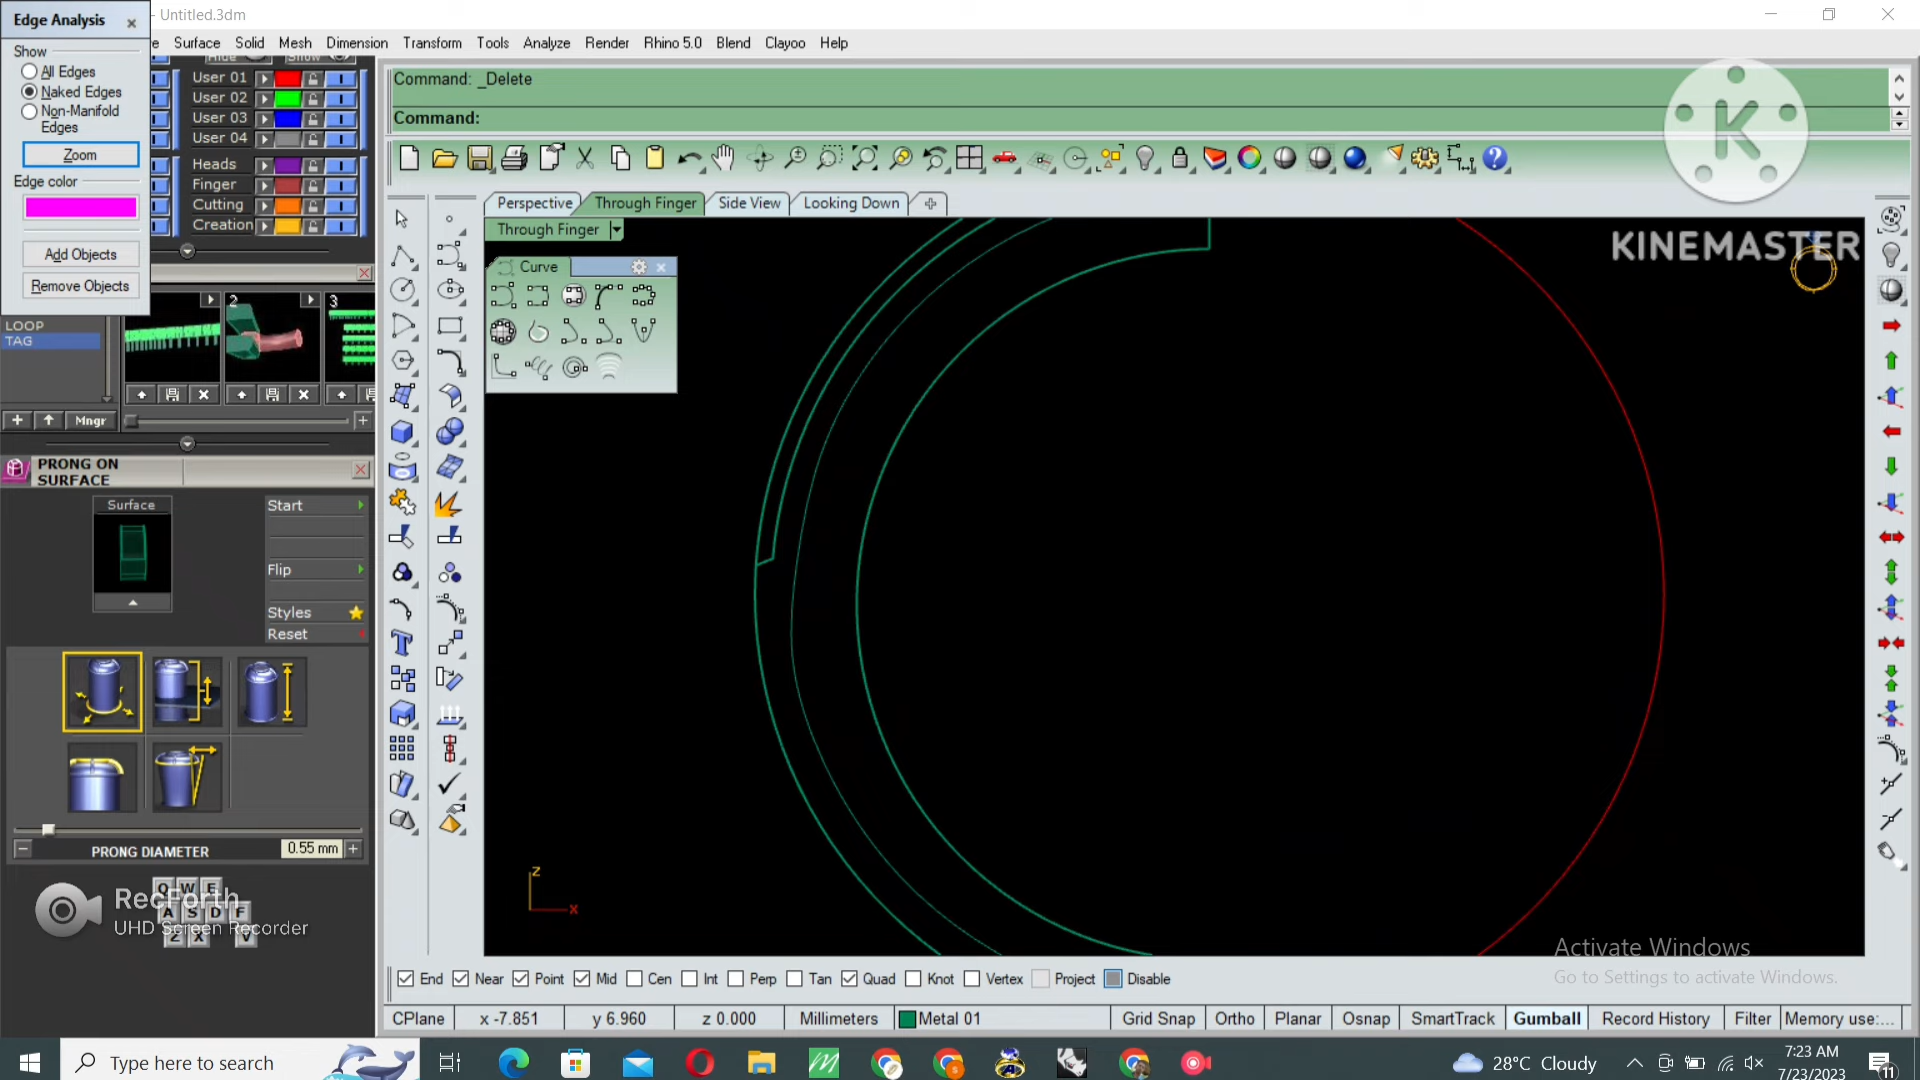 Edge Analysis
- Untitled.3dm
Surface Solid Mesh Dimension Transform Tools Analyze Render Rhino 5.0 Blend Clayoo Help
Show
All Edges
Naked Edges
Non-Manifold
Edges
Zoom
Edge color
Add Objects
Remove Objects
User 01
User 02
User 03
User 04
Heads
Finger
Cutting
Creation
Command: _Delete
Command:
Perspective Through Finger Side View Looking Down
Through Finger
Curve
KINEMASTER
K
2
3
LOOP
TAG
Mngr
PRONG ON
SURFACE
Surface
Start
Flip
Styles
Reset
PRONG DIAMETER 0.55 mm
Q W E
A S D F
Z X V
RecForth
UHD Screen Recorder
z
x
Activate Windows
Go to Settings to activate Windows.
End Near Point Mid Cen Int Perp Tan Quad Knot Vertex Project Disable
CPlane x -7.851 y 6.960 z 0.000 Millimeters Metal 01 Grid Snap Ortho Planar Osnap SmartTrack Gumball Record History Filter Memory use:...
Type here to search
28°C Cloudy
7:23 AM
7/23/2023
11